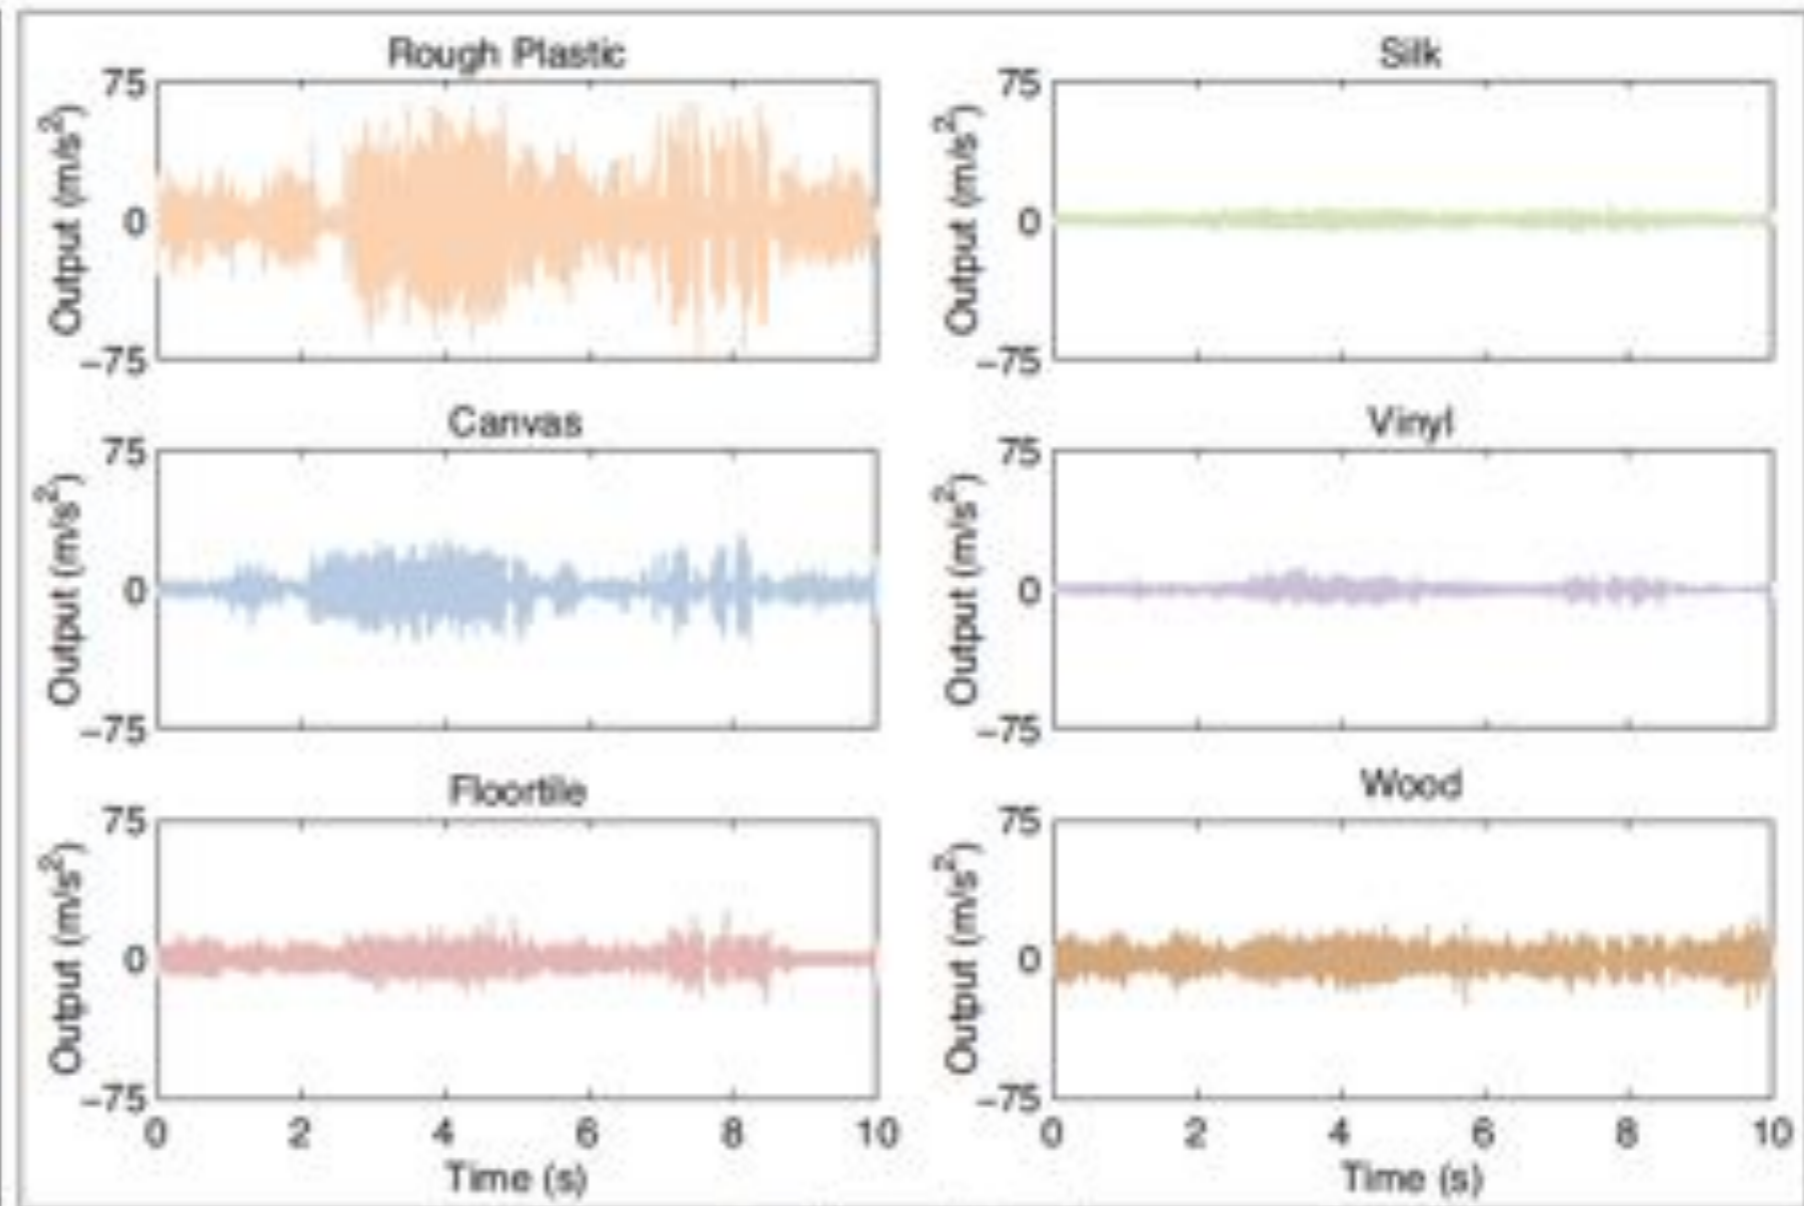 Rough Plastic
75
0
−75
Output (m/s²)
Silk
75
0
−75
Output (m/s²)
Canvas
75
0
−75
Output (m/s²)
Vinyl
75
0
−75
Output (m/s²)
Floortile
75
0
−75
Output (m/s²)
0 2 4 6 8 10
Time (s)
Wood
75
0
−75
Output (m/s²)
0 2 4 6 8 10
Time (s)